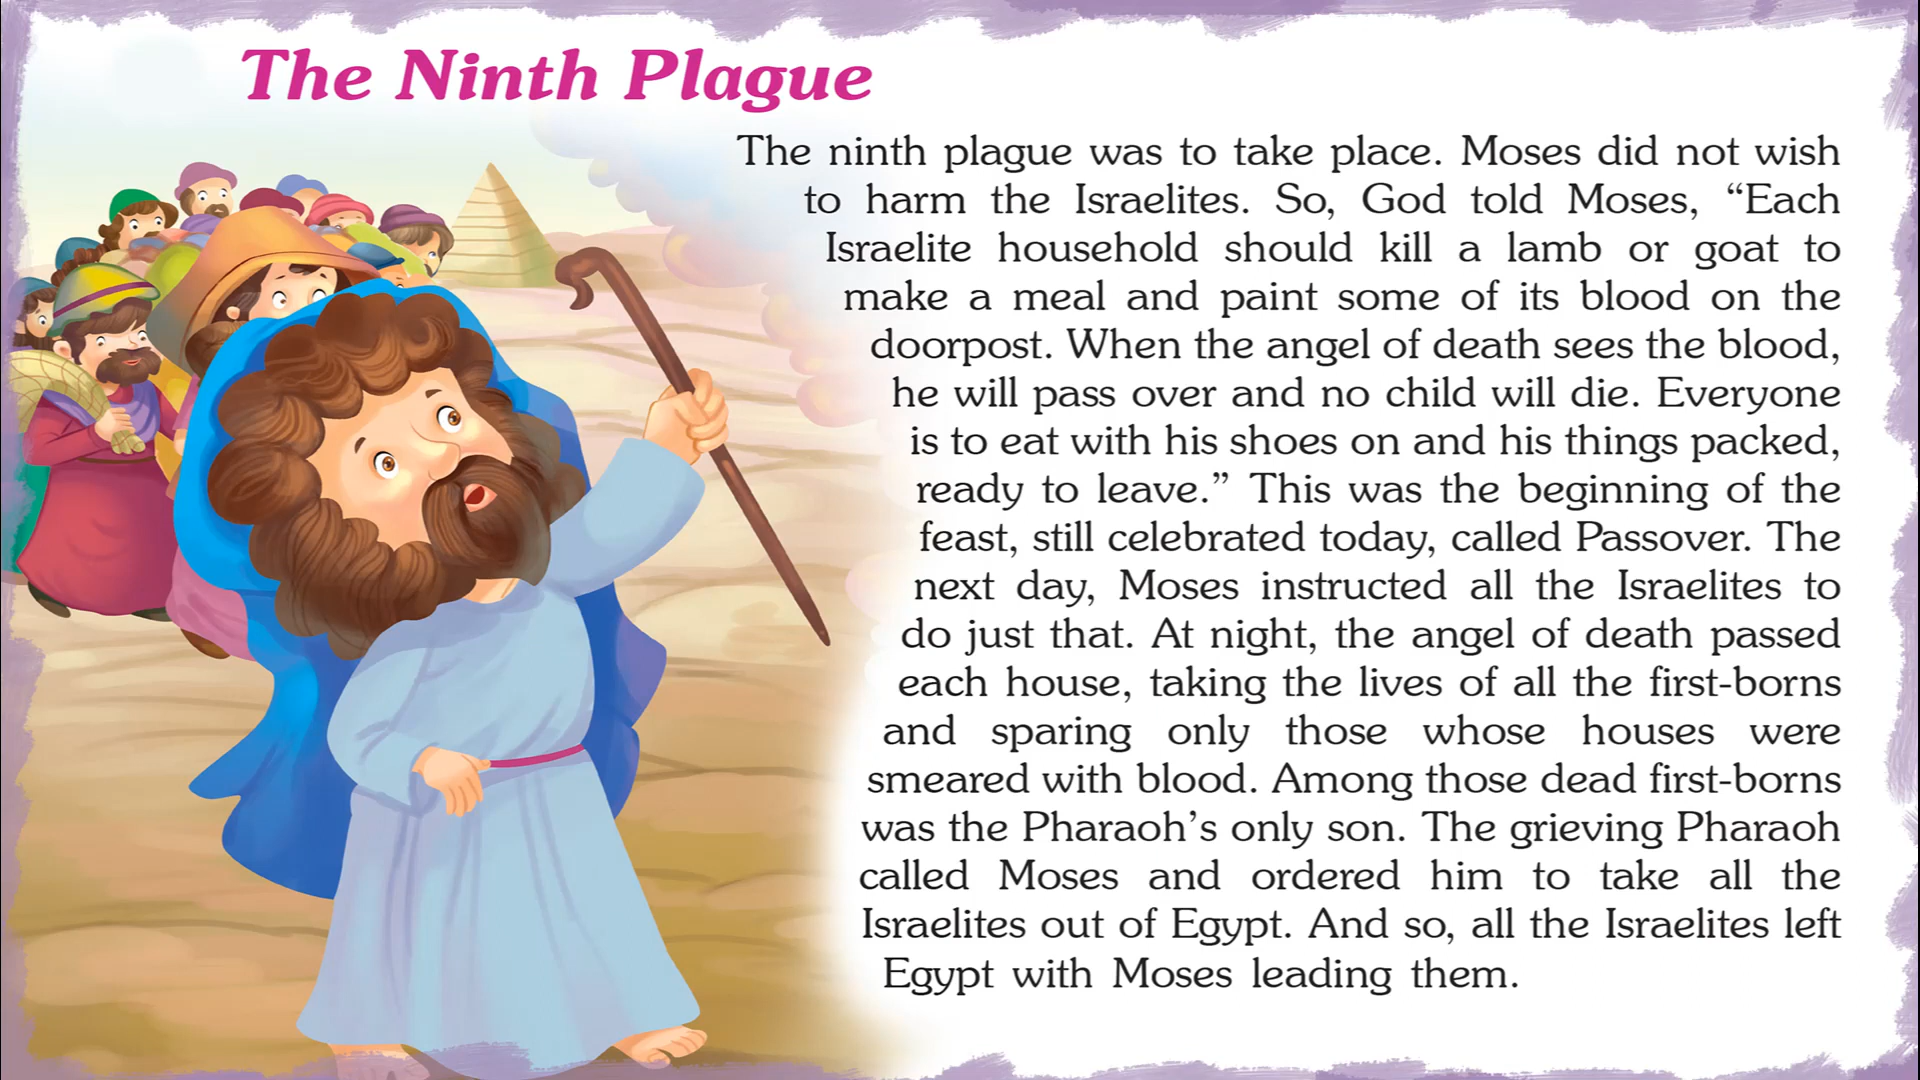 The Ninth Plague
The ninth plague was to take place. Moses did not wish
to harm the Israelites. So, God told Moses, “Each
Israelite household should kill a lamb or goat to
make a meal and paint some of its blood on the
doorpost. When the angel of death sees the blood,
he will pass over and no child will die. Everyone
is to eat with his shoes on and his things packed,
ready to leave.” This was the beginning of the
feast, still celebrated today, called Passover. The
next day, Moses instructed all the Israelites to
do just that. At night, the angel of death passed
each house, taking the lives of all the first-borns
and sparing only those whose houses were
smeared with blood. Among those dead first-borns
was the Pharaoh’s only son. The grieving Pharaoh
called Moses and ordered him to take all the
Israelites out of Egypt. And so, all the Israelites left
Egypt with Moses leading them.